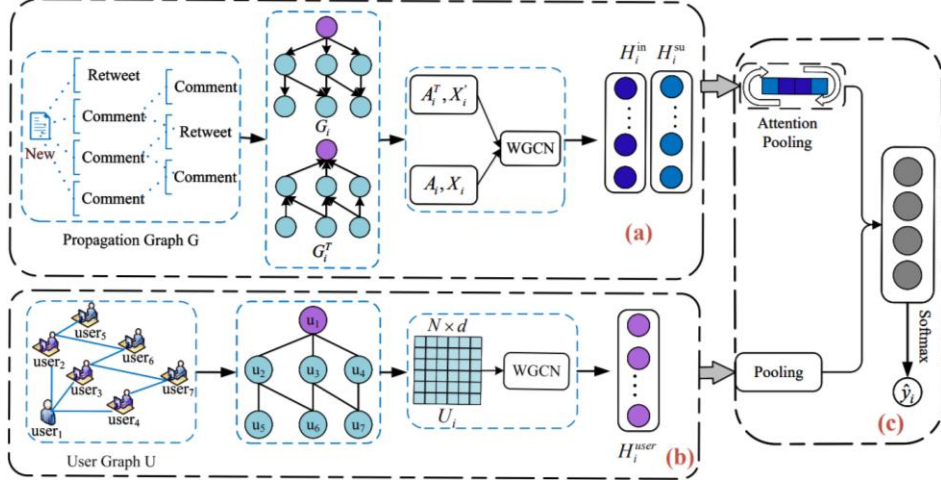 New
Retweet
Comment
Comment
Comment
Comment
Retweet
Comment
Propagation Graph G
G_i
G_i^T
A_i^T, X_i^'
A_i, X_i
WGCN
H_i^in H_i^su
(a)
Attention
Pooling
user5
user2
user6
user3
user7
user4
user1
User Graph U
u1
u2 u3 u4
u5 u6 u7
N × d
U_i
WGCN
H_i^user
(b)
Pooling
Softmax
ŷ_i
(c)